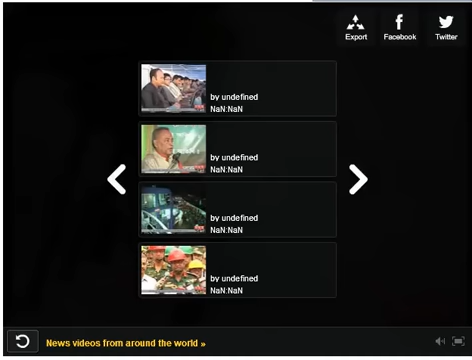 Export Facebook Twitter
by undefined
NaN:NaN
by undefined
NaN:NaN
by undefined
NaN:NaN
by undefined
NaN:NaN
News videos from around the world »